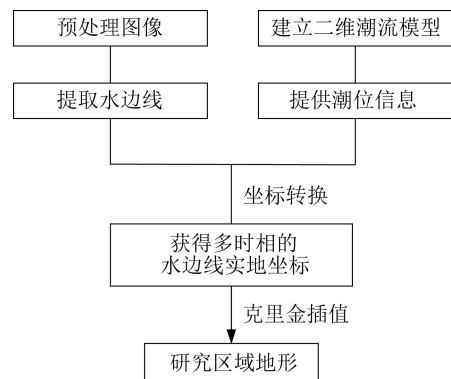 预处理图像
建立二维潮流模型
提取水边线
提供潮位信息
坐标转换
获得多时相的
水边线实地坐标
克里金插值
研究区域地形